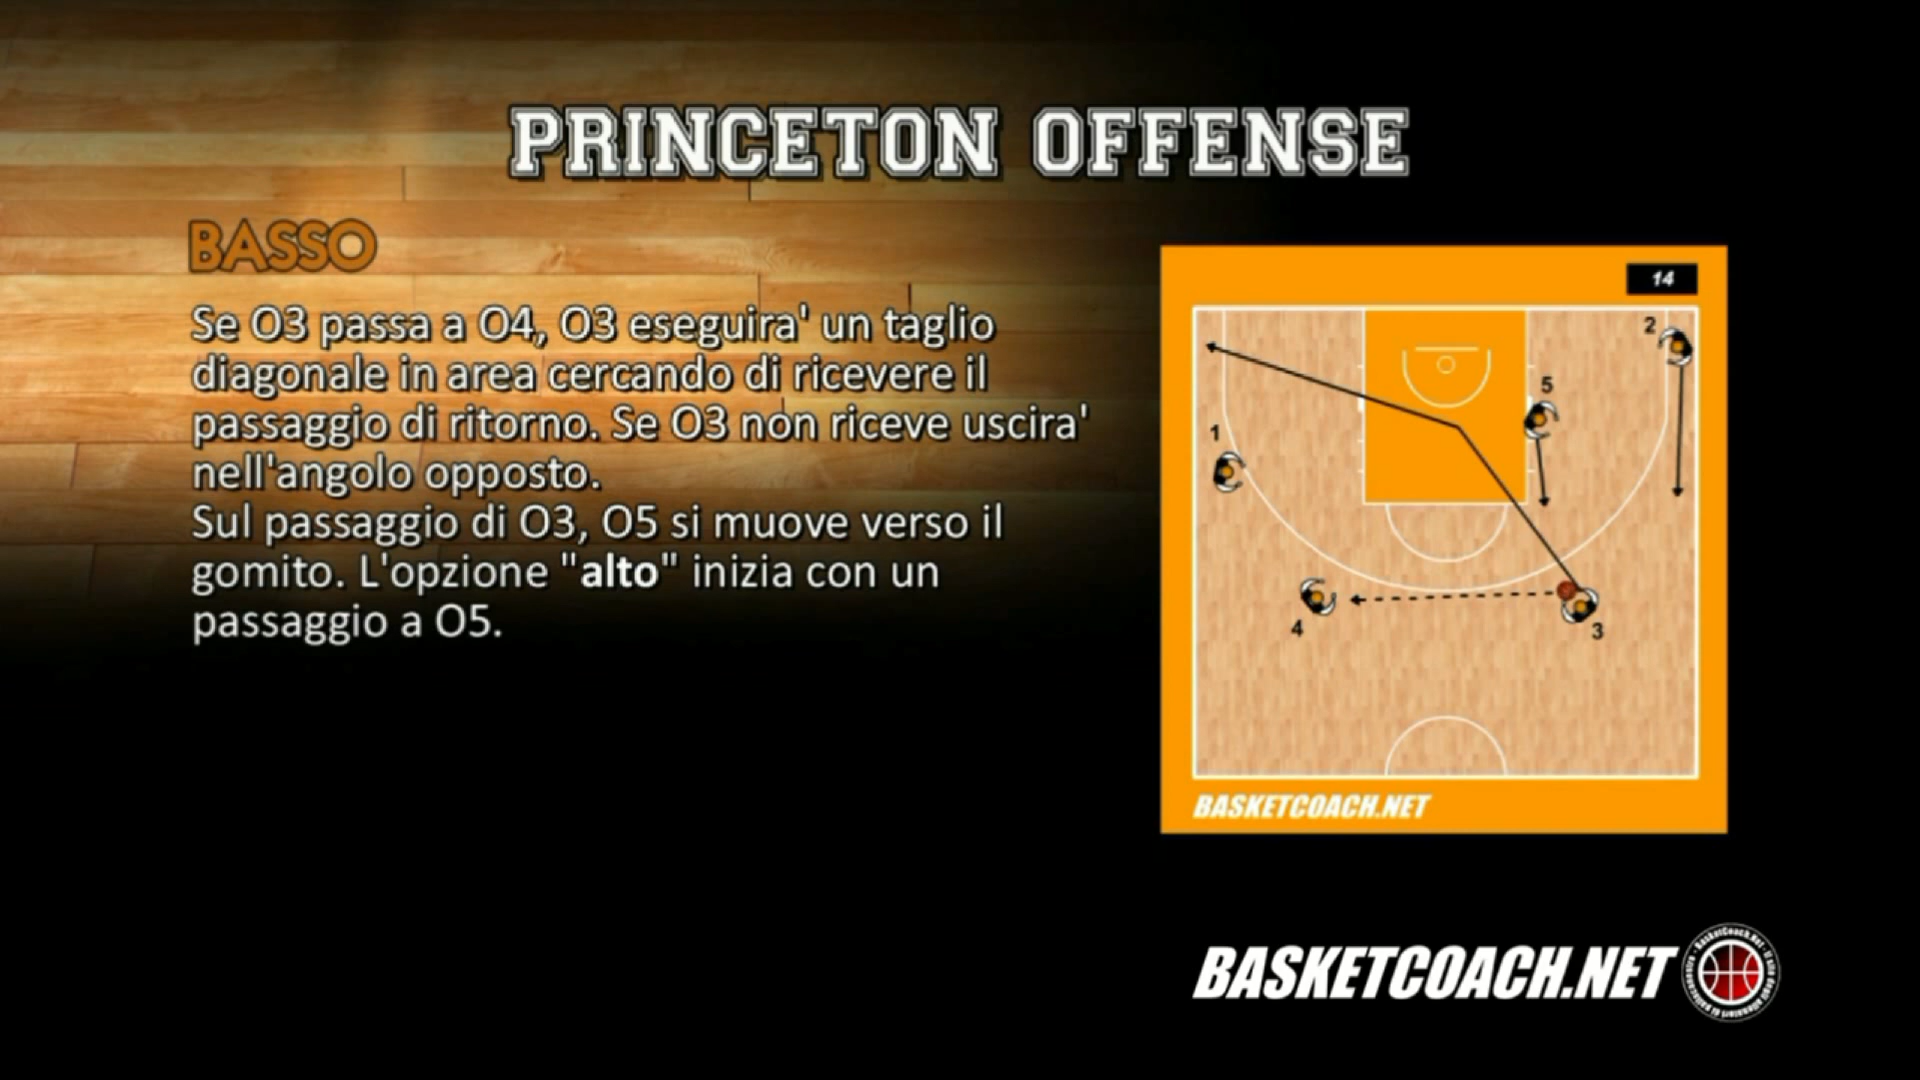 PRINCETON OFFENSE
BASSO
Se O3 passa a O4, O3 eseguira' un taglio
diagonale in area cercando di ricevere il
passaggio di ritorno. Se O3 non riceve uscira'
nell'angolo opposto.
Sul passaggio di O3, O5 si muove verso il
gomito. L'opzione "alto" inizia con un
passaggio a O5.
14
2
5
1
4
3
BASKETCOACH.NET
BASKETCOACH.NET